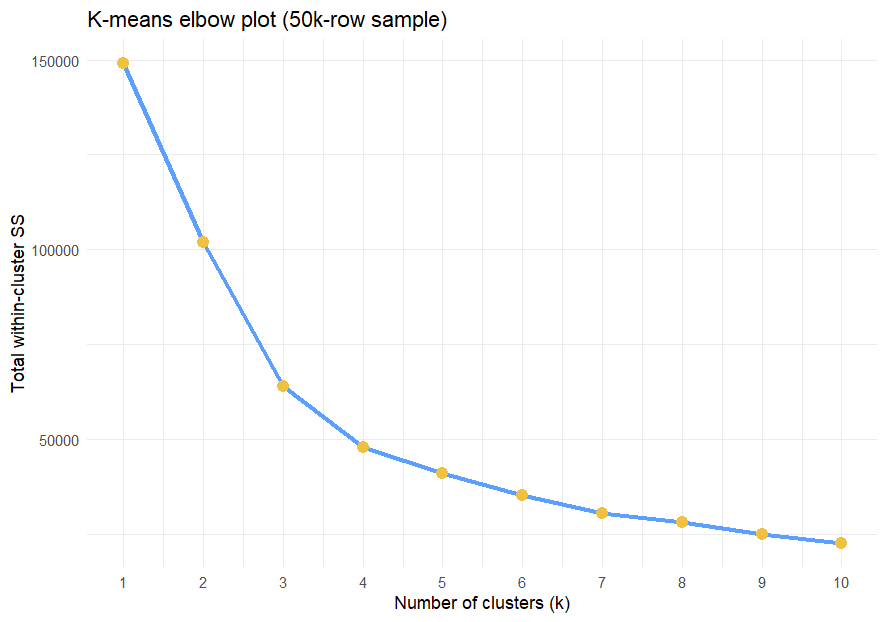 K-means elbow plot (50k-row sample)
150000
100000
50000
Total within-cluster SS
1 2 3 4 5 6 7 8 9 10
Number of clusters (k)